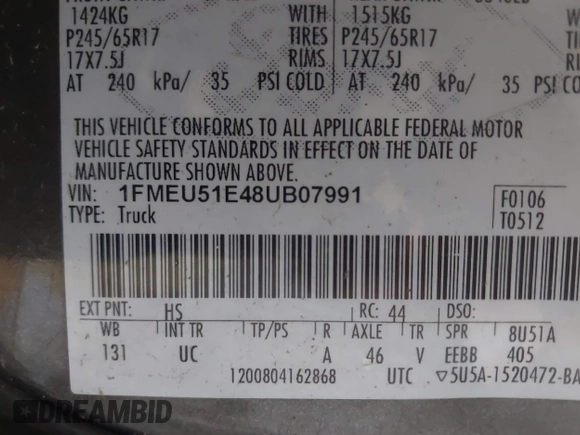 1424KG WITH 1515KG
P245/65R17 TIRES P245/65R17
17X7.5J RIMS 17X7.5J
AT 240 kPa/ 35 PSI COLD AT 240 kPa/ 35 PSI COLD
THIS VEHICLE CONFORMS TO ALL APPLICABLE FEDERAL MOTOR
VEHICLE SAFETY STANDARDS IN EFFECT ON THE DATE OF
MANUFACTURE SHOWN ABOVE.
VIN: 1FMEU51E48UB07991 F0106
TYPE: Truck T0512
EXT PNT: HS RC: 44 DSO:
WB INT TR TP/PS R AXLE TR SPR 8U51A
131 UC A 46 V EEBB 405
1200804162868 UTC ▽5U5A-1520472-BA
DREAMBID